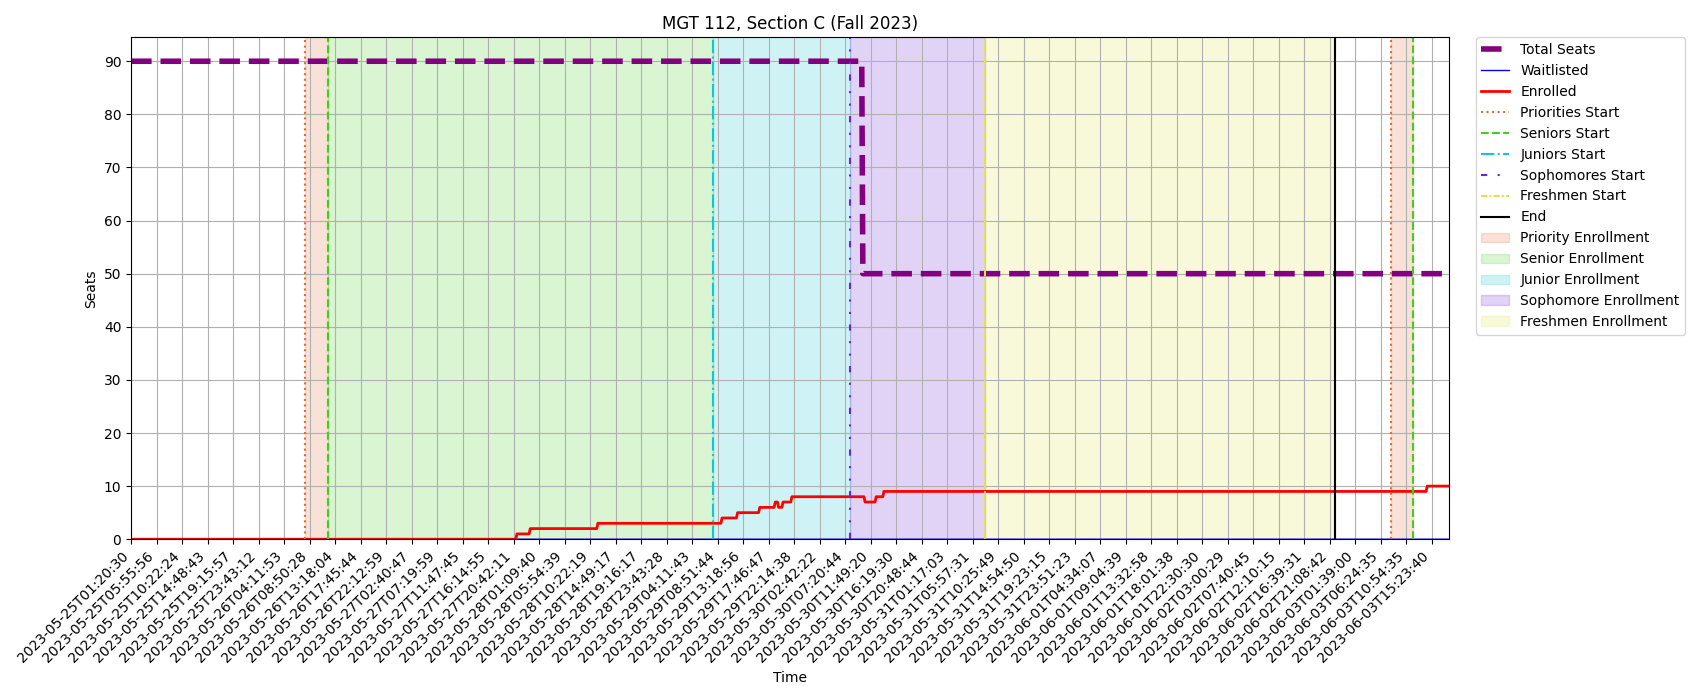 MGT 112, Section C (Fall 2023)
90
80
70
60
50
40
30
20
10
0
Seats
2023-05-25T01:20:30
2023-05-25T05:55:56
2023-05-25T10:22:24
2023-05-25T14:48:43
2023-05-25T19:15:57
2023-05-25T23:43:12
2023-05-26T04:11:53
2023-05-26T08:50:28
2023-05-26T13:18:04
2023-05-26T17:45:44
2023-05-26T22:12:59
2023-05-27T02:40:47
2023-05-27T07:19:59
2023-05-27T11:47:45
2023-05-27T16:14:55
2023-05-27T20:42:11
2023-05-28T01:09:40
2023-05-28T05:54:39
2023-05-28T10:22:19
2023-05-28T14:49:17
2023-05-28T19:16:17
2023-05-28T23:43:28
2023-05-29T04:11:43
2023-05-29T08:51:44
2023-05-29T13:18:56
2023-05-29T17:46:47
2023-05-29T22:14:38
2023-05-30T02:42:22
2023-05-30T07:20:44
2023-05-30T11:49:20
2023-05-30T16:19:30
2023-05-30T20:48:44
2023-05-31T01:17:03
2023-05-31T05:57:31
2023-05-31T10:25:49
2023-05-31T14:54:50
2023-05-31T19:23:15
2023-05-31T23:51:23
2023-06-01T04:34:07
2023-06-01T09:04:39
2023-06-01T13:32:58
2023-06-01T18:01:38
2023-06-01T22:30:30
2023-06-02T03:00:29
2023-06-02T07:40:45
2023-06-02T12:10:15
2023-06-02T16:39:31
2023-06-02T21:08:42
2023-06-03T01:39:00
2023-06-03T06:24:35
2023-06-03T10:54:35
2023-06-03T15:23:40
Time
Total Seats
Waitlisted
Enrolled
Priorities Start
Seniors Start
Juniors Start
Sophomores Start
Freshmen Start
End
Priority Enrollment
Senior Enrollment
Junior Enrollment
Sophomore Enrollment
Freshmen Enrollment